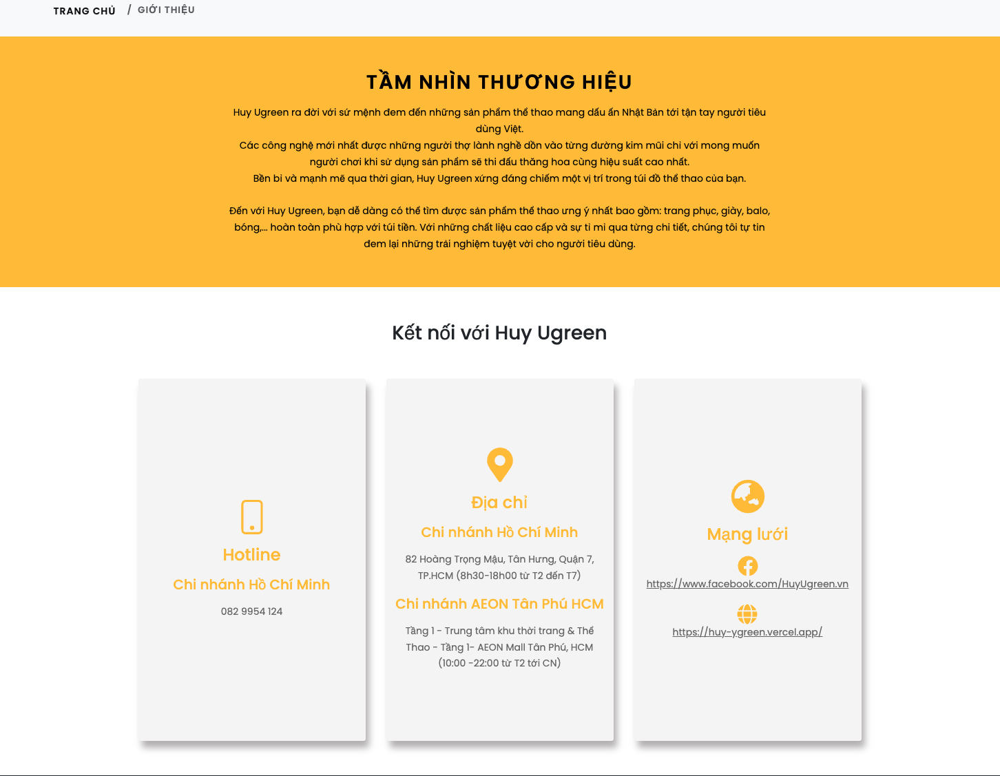 TRANG CHỦ / GIỚI THIỆU
TẦM NHÌN THƯƠNG HIỆU
Huy Ugreen ra đời với sứ mệnh đem đến những sản phẩm thể thao mang dấu ấn Nhật Bản tới tận tay người tiêu
dùng Việt.
Các công nghệ mới nhất được những người thợ lành nghề dồn vào từng đường kim mũi chỉ với mong muốn
người chơi khi sử dụng sản phẩm sẽ thi đấu thăng hoa cùng hiệu suất cao nhất.
Bền bỉ và mạnh mẽ qua thời gian, Huy Ugreen xứng đáng chiếm một vị trí trong túi đồ thể thao của bạn.
Đến với Huy Ugreen, bạn dễ dàng có thể tìm được sản phẩm thể thao ưng ý nhất bao gồm: trang phục, giày, balo,
bóng,... hoàn toàn phù hợp với túi tiền. Với những chất liệu cao cấp và sự tỉ mỉ qua từng chi tiết, chúng tôi tự tin
đem lại những trải nghiệm tuyệt vời cho người tiêu dùng.
Kết nối với Huy Ugreen
Hotline
Chi nhánh Hồ Chí Minh
082 9954 124
Địa chỉ
Chi nhánh Hồ Chí Minh
82 Hoàng Trọng Mậu, Tân Hưng, Quận 7,
TP.HCM (8h30-18h00 từ T2 đến T7)
Chi nhánh AEON Tân Phú HCM
Tầng 1 - Trung tâm khu thời trang & Thể
Thao - Tầng 1- AEON Mall Tân Phú, HCM
(10:00 -22:00 từ T2 tới CN)
Mạng lưới
https://www.facebook.com/HuyUgreen.vn
https://huy-ygreen.vercel.app/